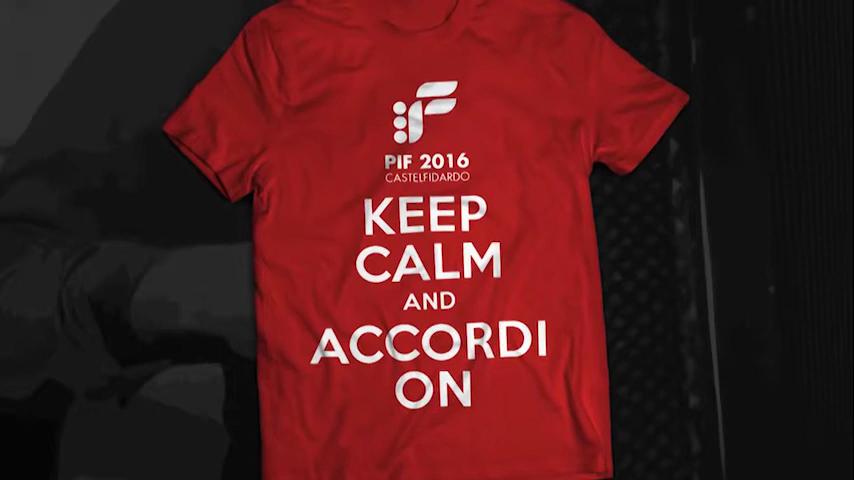 PIF 2016
CASTELFIDARDO
KEEP
CALM
AND
ACCORDI
ON